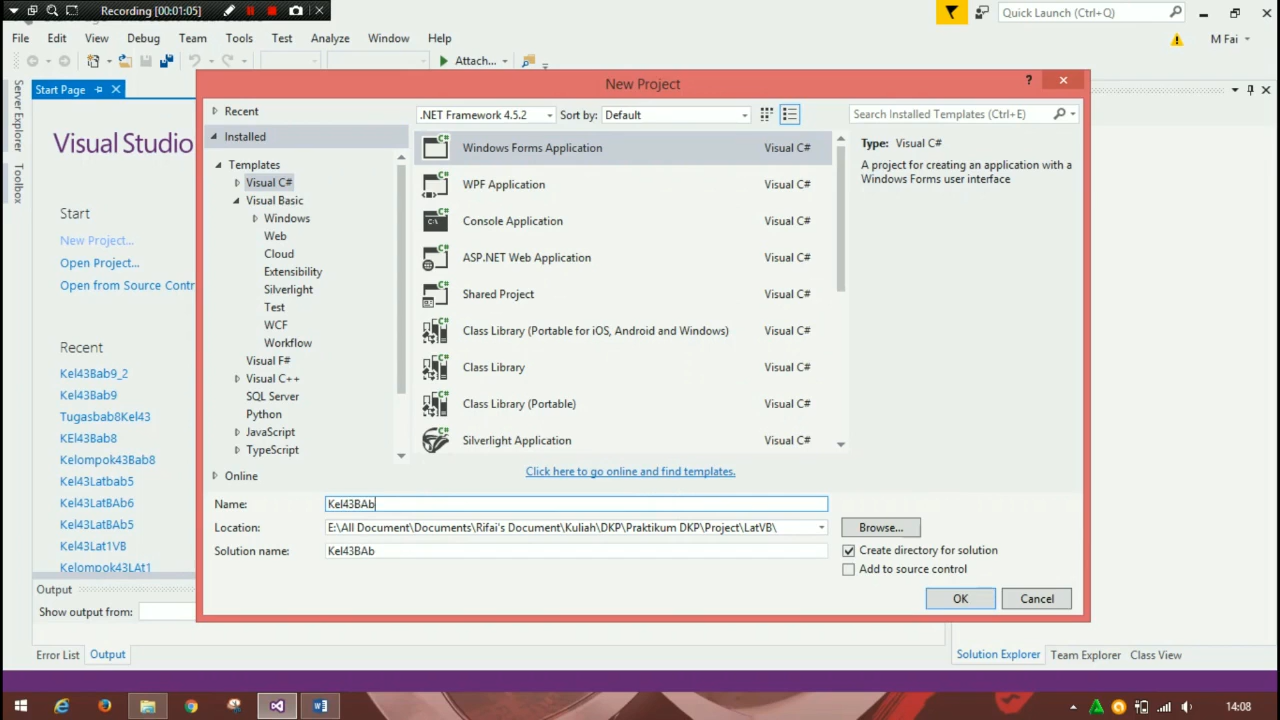 Recording [00:01:05]
Quick Launch (Ctrl+Q)
File Edit View Debug Team Tools Test Analyze Window Help
M Fai
Attach...
Server Explorer
Toolbox
Start Page
Visual Studio
Start
New Project...
Open Project...
Open from Source Contr
Recent
Kel43Bab9_2
Kel43Bab9
Tugasbab8Kel43
KEl43Bab8
Kelompok43Bab8
Kel43Latbab5
Kel43LatBAb6
Kel43LatBAb5
Kel43Lat1VB
Kelompok43LAt1
New Project
?
Recent
Installed
Templates
Visual C#
Visual Basic
Windows
Web
Cloud
Extensibility
Silverlight
Test
WCF
Workflow
Visual F#
Visual C++
SQL Server
Python
JavaScript
TypeScript
Online
.NET Framework 4.5.2 Sort by: Default
Search Installed Templates (Ctrl+E)
Windows Forms Application Visual C#
WPF Application Visual C#
Console Application Visual C#
ASP.NET Web Application Visual C#
Shared Project Visual C#
Class Library (Portable for iOS, Android and Windows) Visual C#
Class Library Visual C#
Class Library (Portable) Visual C#
Silverlight Application Visual C#
Click here to go online and find templates.
Type: Visual C#
A project for creating an application with a
Windows Forms user interface
Name: Kel43BAb
Location: E:\All Document\Documents\Rifai's Document\Kuliah\DKP\Praktikum DKP\Project\LatVB\
Browse...
Solution name: Kel43BAb
Create directory for solution
Add to source control
OK Cancel
Output
Show output from:
Error List Output
Solution Explorer Team Explorer Class View
14:08